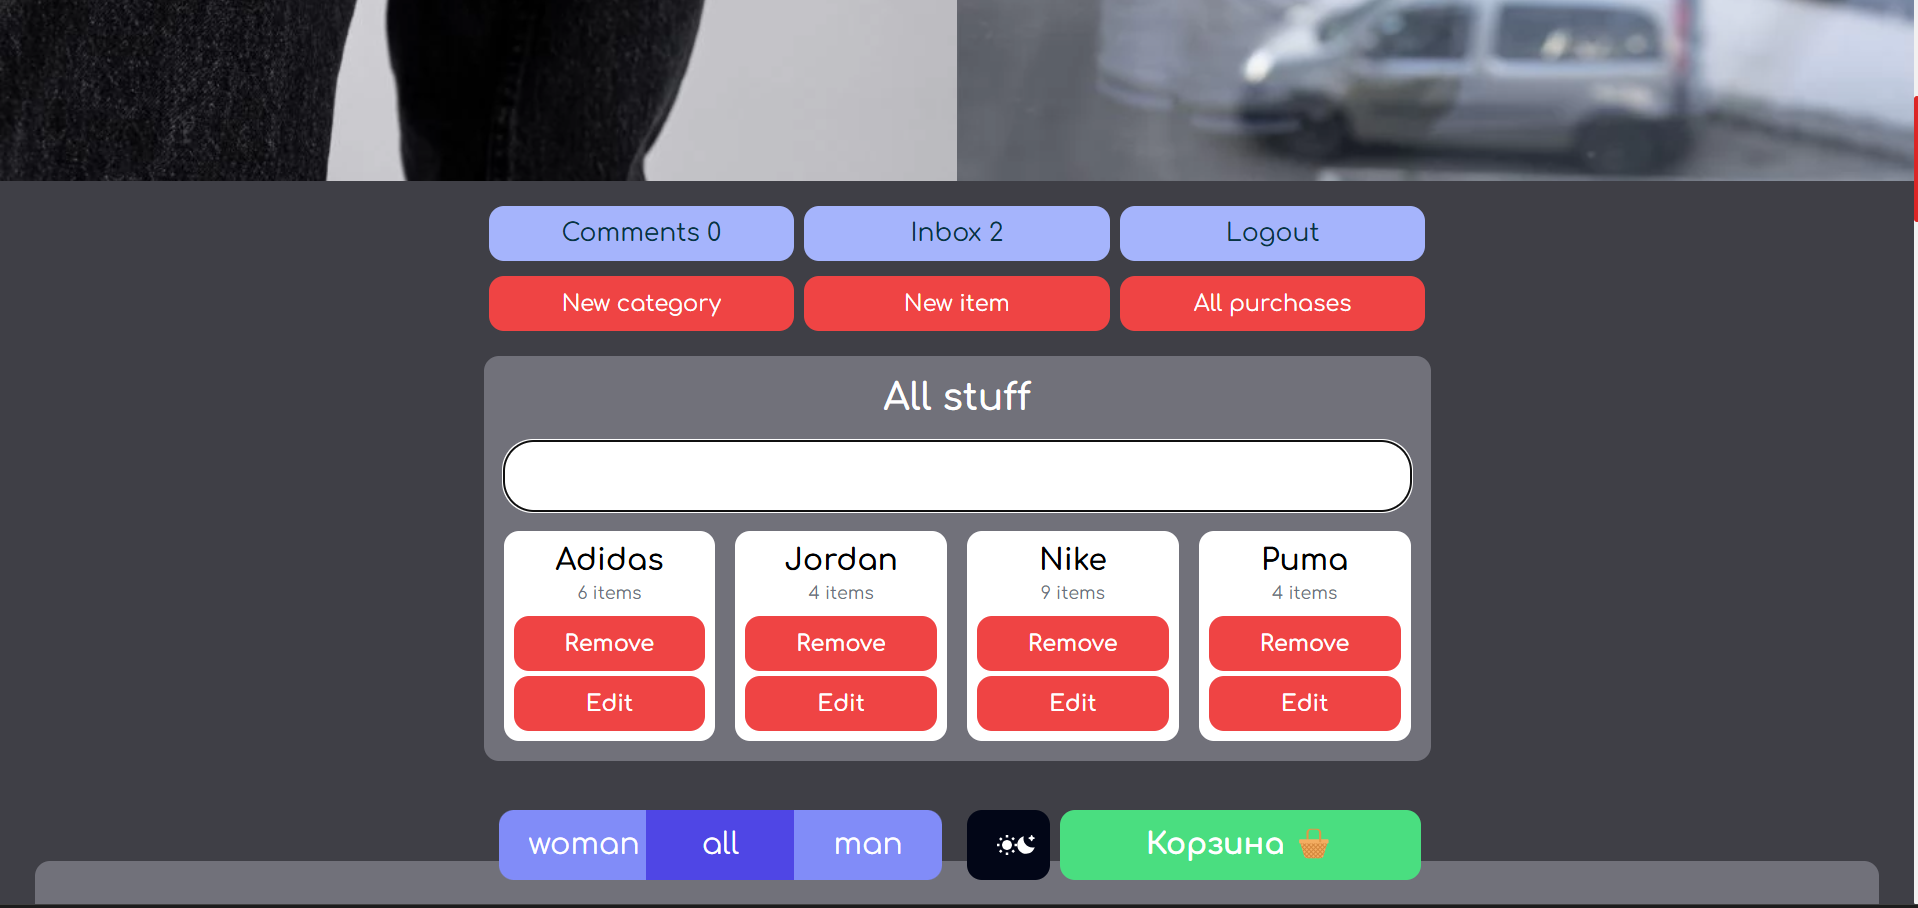 Comments 0
Inbox 2
Logout
New category
New item
All purchases
All stuff
Adidas
6 items
Remove
Edit
Jordan
4 items
Remove
Edit
Nike
9 items
Remove
Edit
Puma
4 items
Remove
Edit
woman
all
man
Корзина